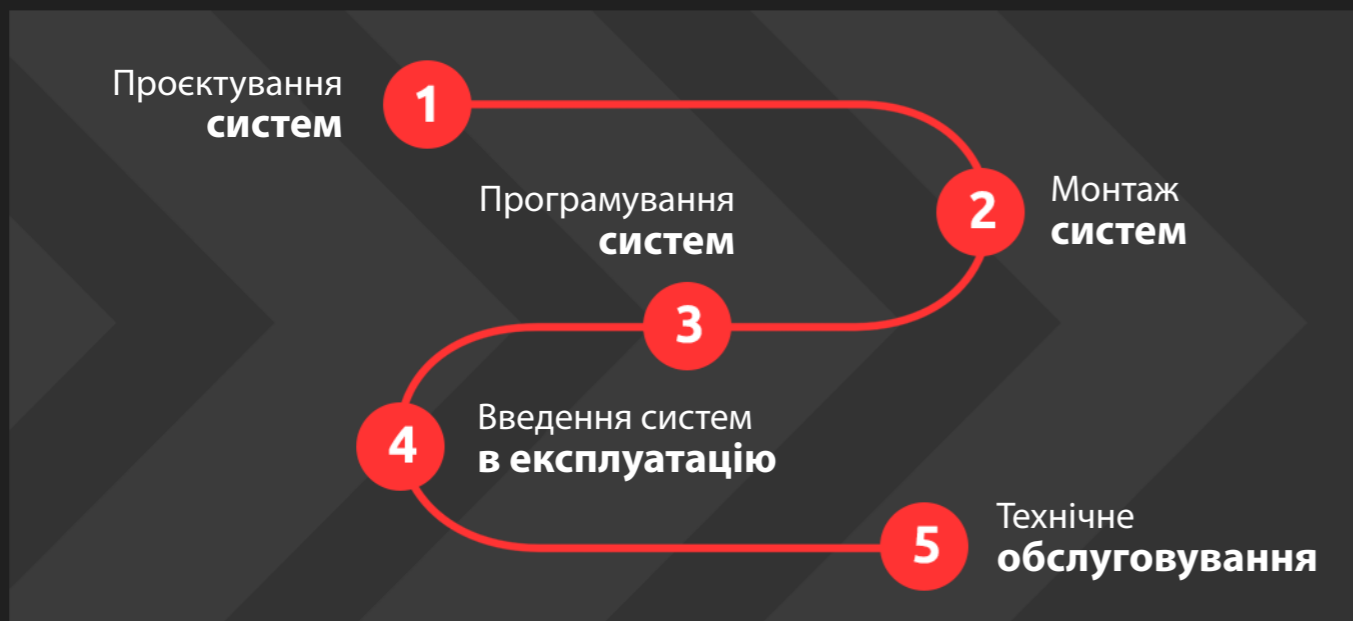 Проєктування
систем
1
2
Монтаж
систем
Програмування
систем
3
4
Введення систем
в експлуатацію
5
Технічне
обслуговування